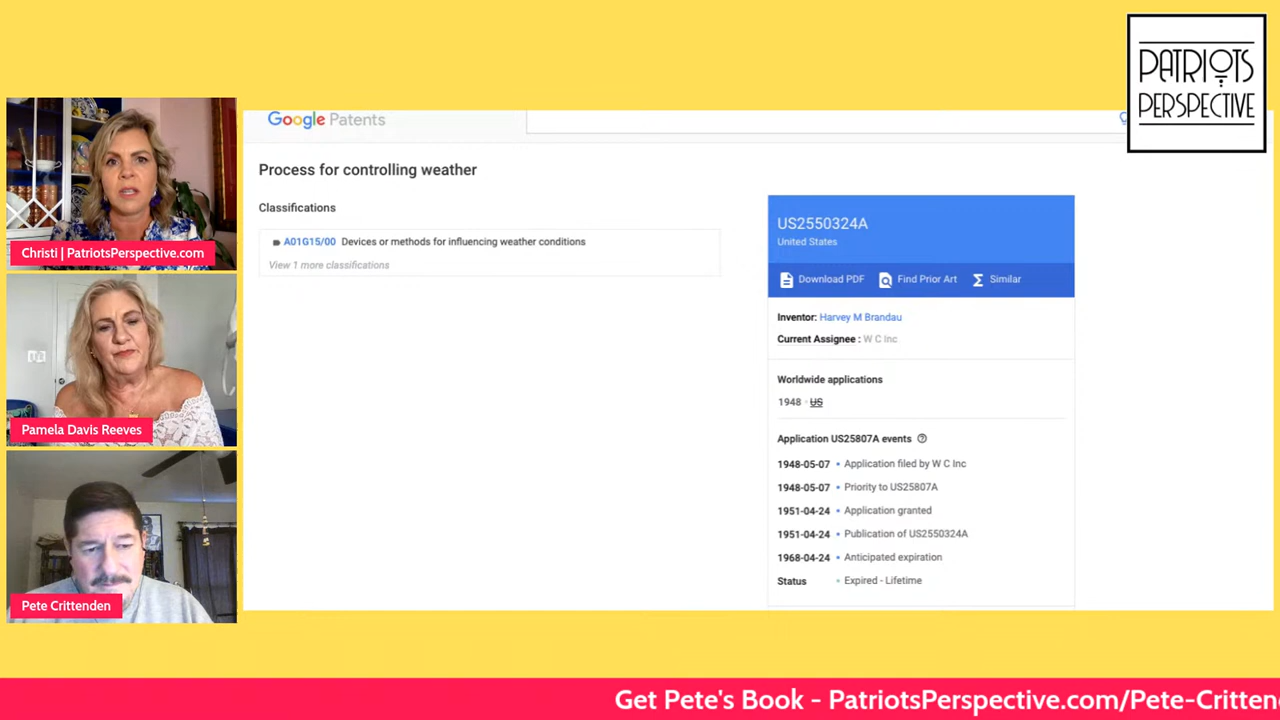 PATRIOTS
PERSPECTIVE
Google Patents
Process for controlling weather
Classifications
A01G15/00 Devices or methods for influencing weather conditions
View 1 more classifications
US2550324A
United States
Download PDF Find Prior Art Similar
Inventor: Harvey M Brandau
Current Assignee : W C Inc
Worldwide applications
1948 · US
Application US25807A events
1948-05-07 • Application filed by W C Inc
1948-05-07 • Priority to US25807A
1951-04-24 • Application granted
1951-04-24 • Publication of US2550324A
1968-04-24 • Anticipated expiration
Status • Expired - Lifetime
Christi | PatriotsPerspective.com
Pamela Davis Reeves
Pete Crittenden
Get Pete's Book - PatriotsPerspective.com/Pete-Crittend